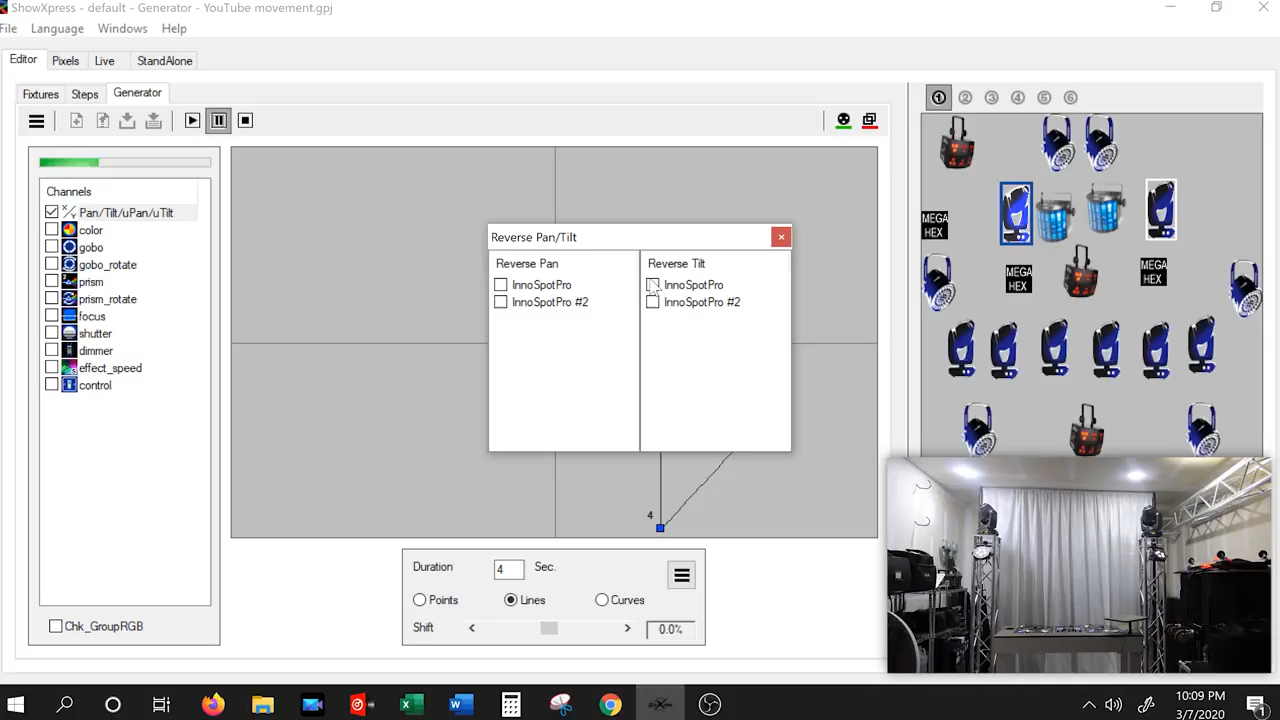 ShowXpress - default - Generator - YouTube movement.gpj
File Language Windows Help
Editor Pixels Live StandAlone
Fixtures Steps Generator
1 2 3 4 5 6
Channels
Pan/Tilt/uPan/uTilt
color
gobo
gobo_rotate
prism
prism_rotate
focus
shutter
dimmer
effect_speed
control
Chk_GroupRGB
Reverse Pan/Tilt
Reverse Pan Reverse Tilt
InnoSpotPro InnoSpotPro
InnoSpotPro #2 InnoSpotPro #2
4
Duration 4 Sec.
Points Lines Curves
Shift < > 0.0%
MEGA
HEX
MEGA
HEX
MEGA
HEX
10:09 PM
3/7/2020
1